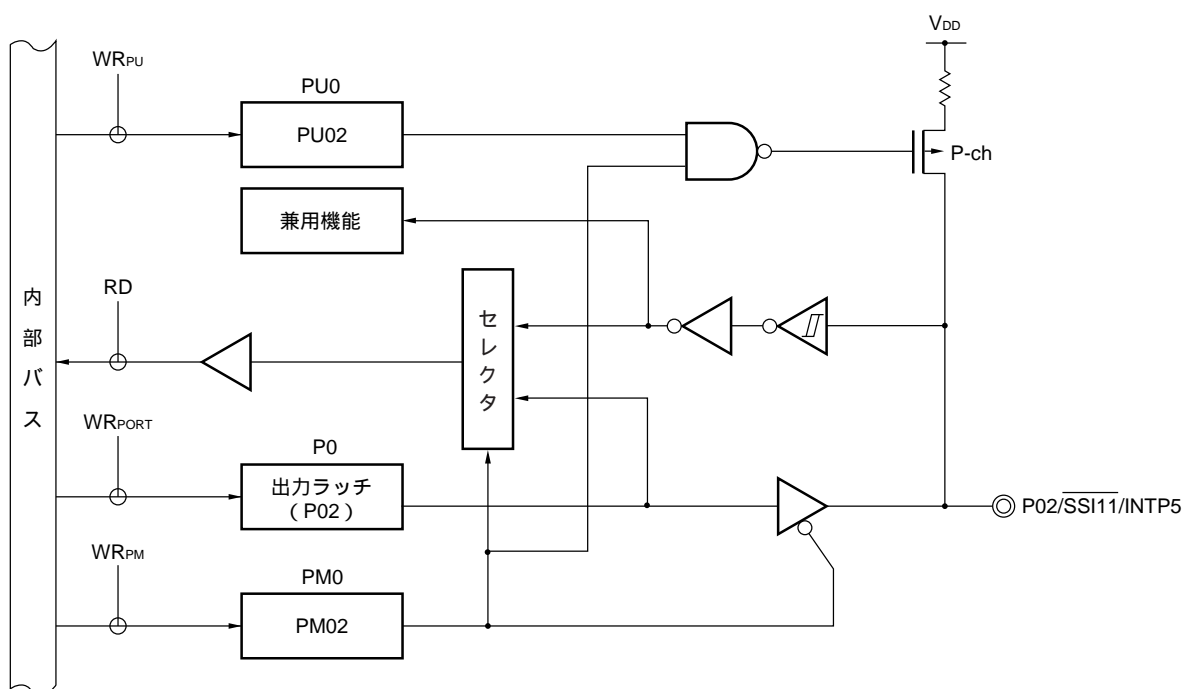 VDD
WRPU
PU0
PU02
P-ch
兼用機能
内部バス
RD
セレクタ
WRPORT
P0
出力ラッチ
（P02）
P02/SSI11/INTP5
WRPM
PM0
PM02